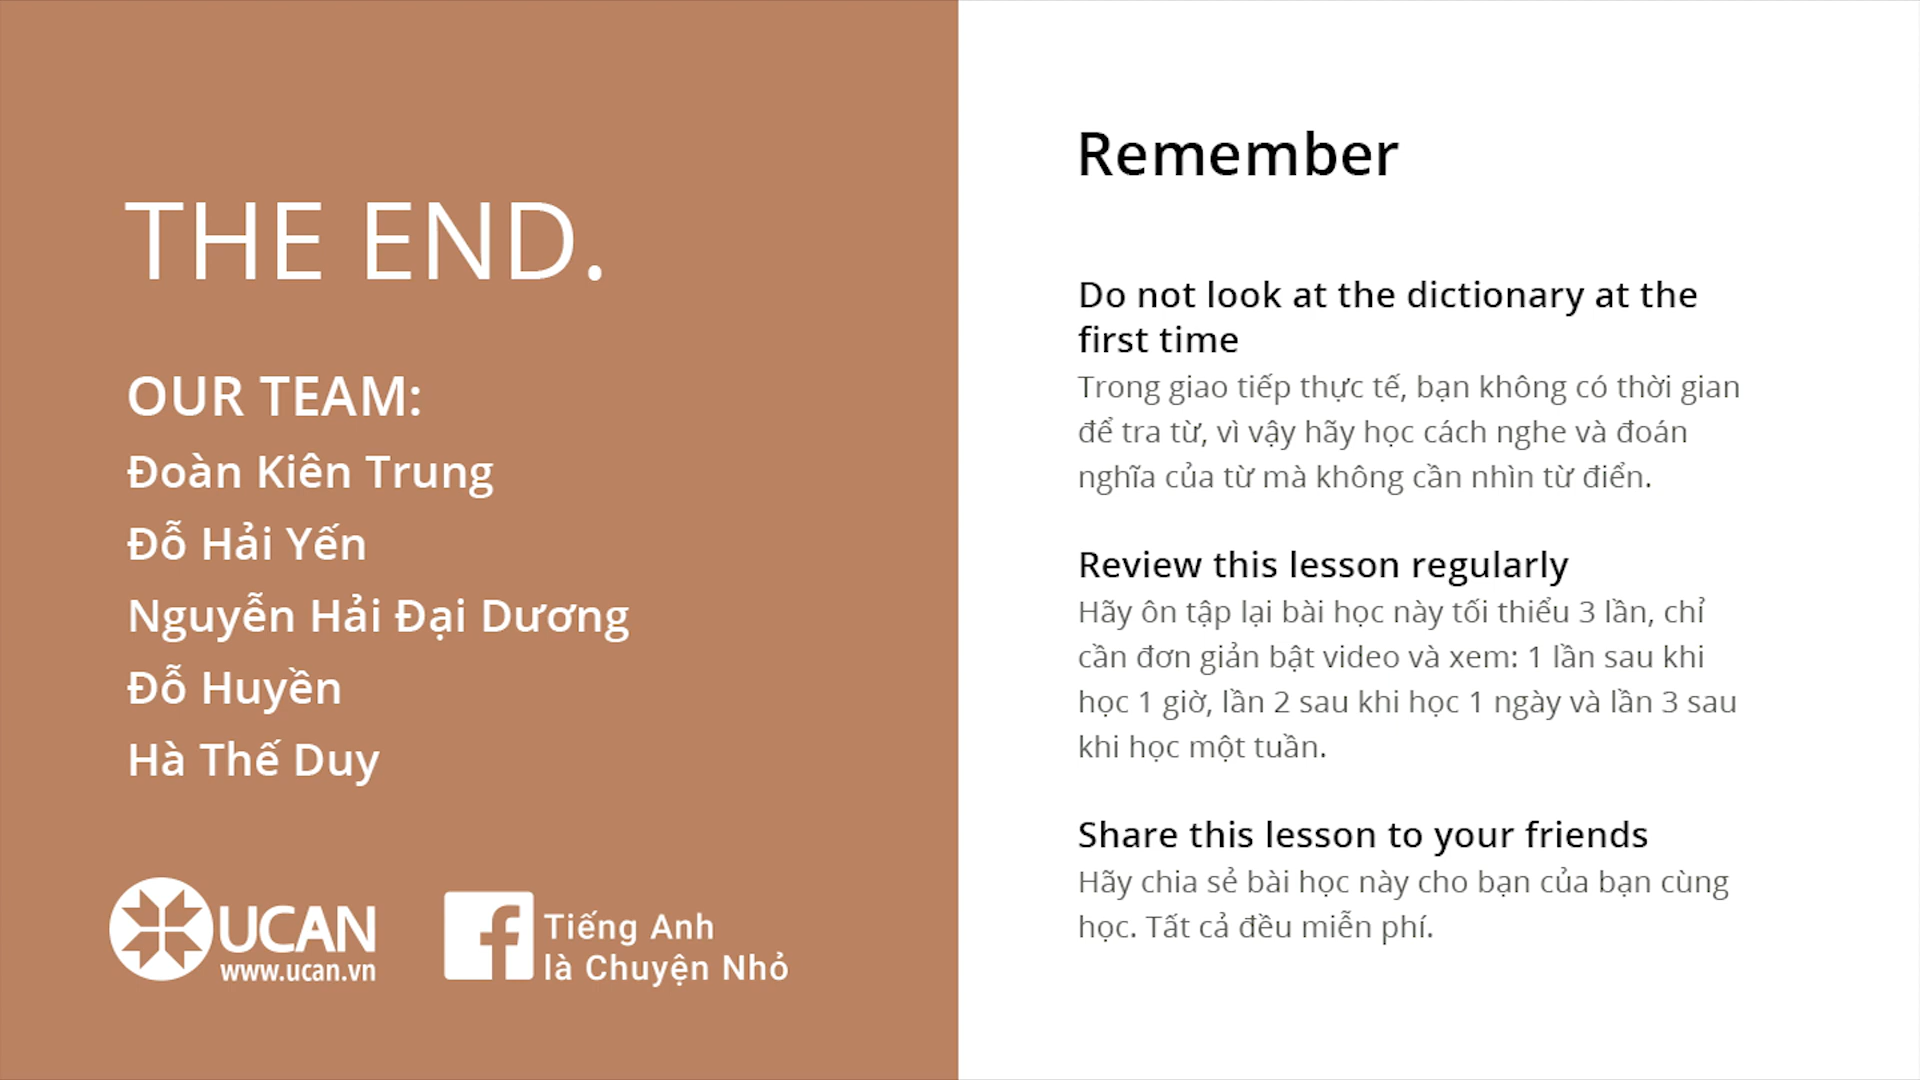 THE END.
OUR TEAM:
Đoàn Kiên Trung
Đỗ Hải Yến
Nguyễn Hải Đại Dương
Đỗ Huyền
Hà Thế Duy
UCAN
www.ucan.vn
f
Tiếng Anh
là Chuyện Nhỏ
Remember
Do not look at the dictionary at the
first time
Trong giao tiếp thực tế, bạn không có thời gian
để tra từ, vì vậy hãy học cách nghe và đoán
nghĩa của từ mà không cần nhìn từ điển.
Review this lesson regularly
Hãy ôn tập lại bài học này tối thiểu 3 lần, chỉ
cần đơn giản bật video và xem: 1 lần sau khi
học 1 giờ, lần 2 sau khi học 1 ngày và lần 3 sau
khi học một tuần.
Share this lesson to your friends
Hãy chia sẻ bài học này cho bạn của bạn cùng
học. Tất cả đều miễn phí.